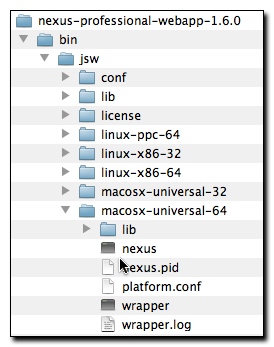 nexus-professional-webapp-1.6.0
bin
jsw
conf
lib
license
linux-ppc-64
linux-x86-32
linux-x86-64
macosx-universal-32
macosx-universal-64
lib
nexus
nexus.pid
platform.conf
wrapper
wrapper.log